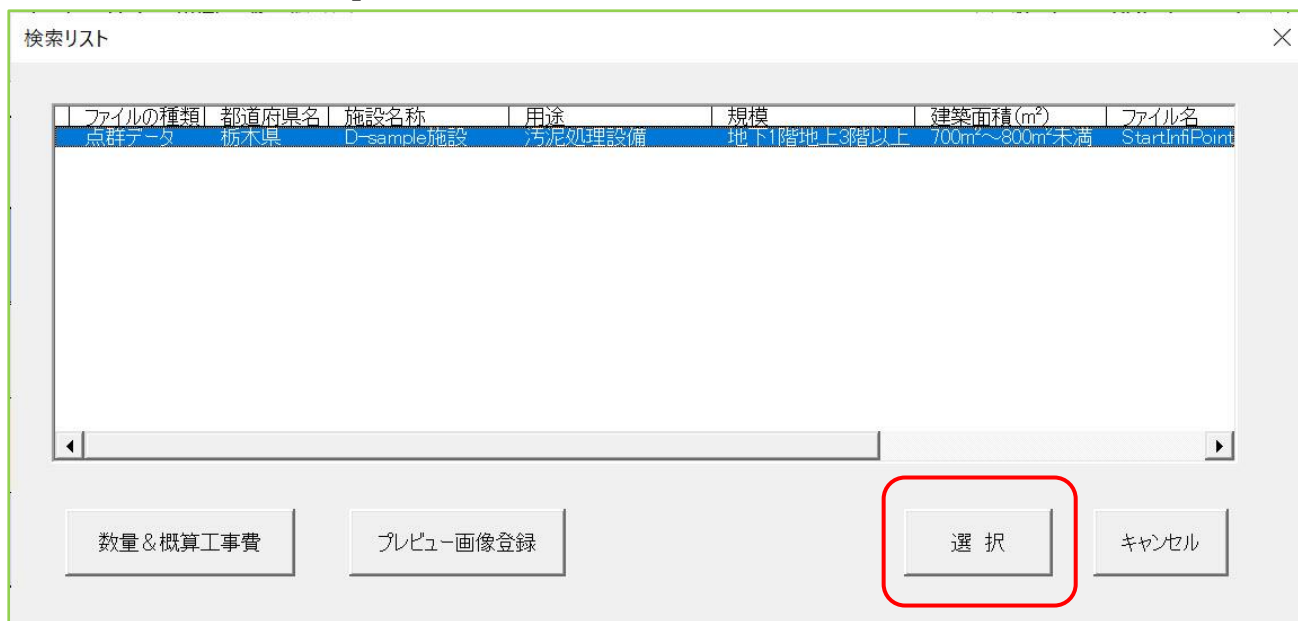 検索リスト
ファイルの種類 都道府県名 施設名称 用途 規模 建築面積(m²) ファイル名
点群データ 栃木県 D-sample施設 汚泥処理設備 地下1階地上3階以上 700m²～800m²未満 StartInfiPoint
数量＆概算工事費 プレビュー画像登録 選 択 キャンセル